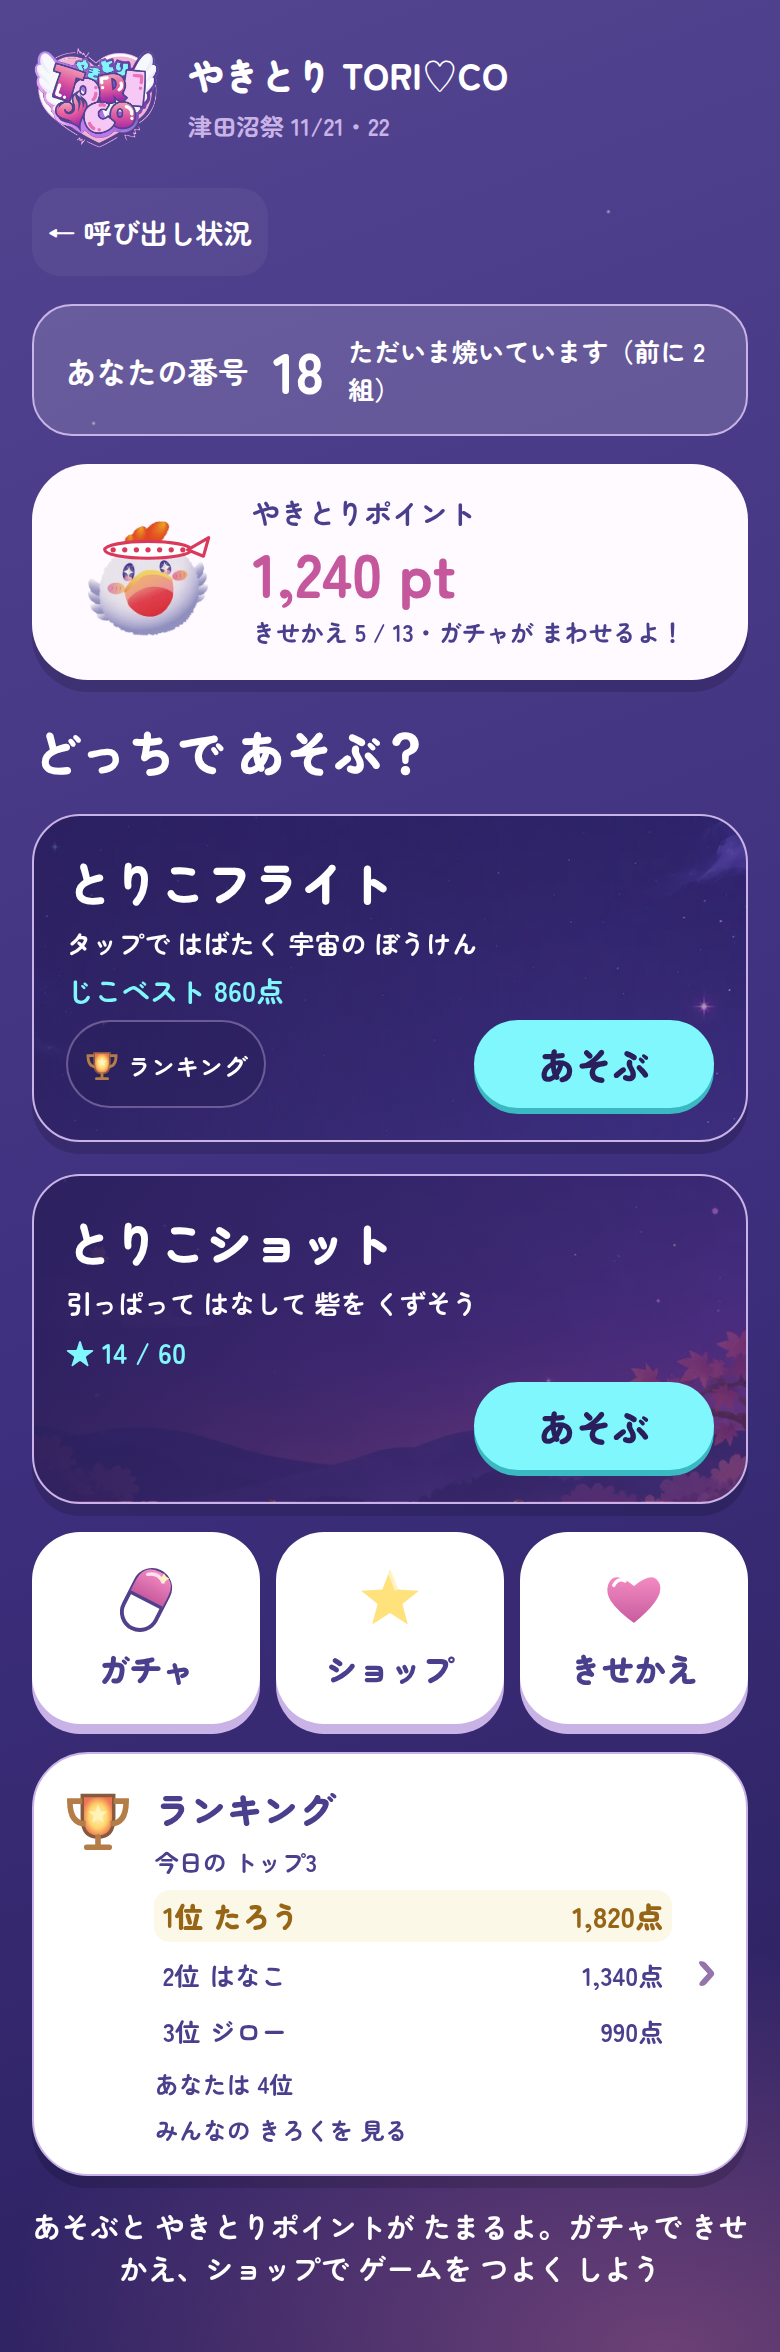 やきとり TORICO
やきとり TORI♡CO
津田沼祭 11/21・22
← 呼び出し状況
あなたの番号 18 ただいま焼いています（前に 2
組）
やきとりポイント
1,240 pt
きせかえ 5 / 13・ガチャが まわせるよ！
どっちで あそぶ？
とりこフライト
タップで はばたく 宇宙の ぼうけん
じこベスト 860点
ランキング
あそぶ
とりこショット
引っぱって はなして 砦を くずそう
★ 14 / 60
あそぶ
ガチャ
ショップ
きせかえ
ランキング
今日の トップ3
1位 たろう 1,820点
2位 はなこ 1,340点
3位 ジロー 990点
あなたは 4位
みんなの きろくを 見る
あそぶと やきとりポイントが たまるよ。ガチャで きせ
かえ、ショップで ゲームを つよく しよう